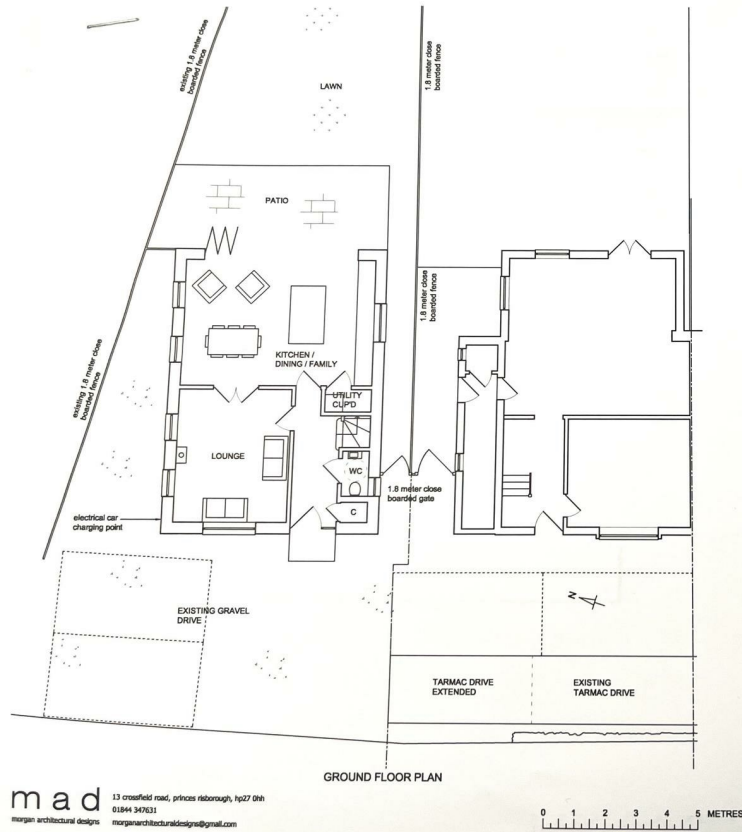 existing 1.8 meter close
boarded fence
LAWN
1.8 meter close
boarded fence
PATIO
1.8 meter close
boarded fence
existing 1.8 meter close
boarded fence
KITCHEN /
DINING / FAMILY
UTILITY
CUP'D
LOUNGE
WC
1.8 meter close
boarded gate
C
electrical car
charging point
N
EXISTING GRAVEL
DRIVE
TARMAC DRIVE
EXTENDED
EXISTING
TARMAC DRIVE
GROUND FLOOR PLAN
mad
morgan architectural designs
13 crossfield road, princes risborough, hp27 0hh
01844 347631
morganarchitecturaldesigns@gmail.com
0 1 2 3 4 5 METRES